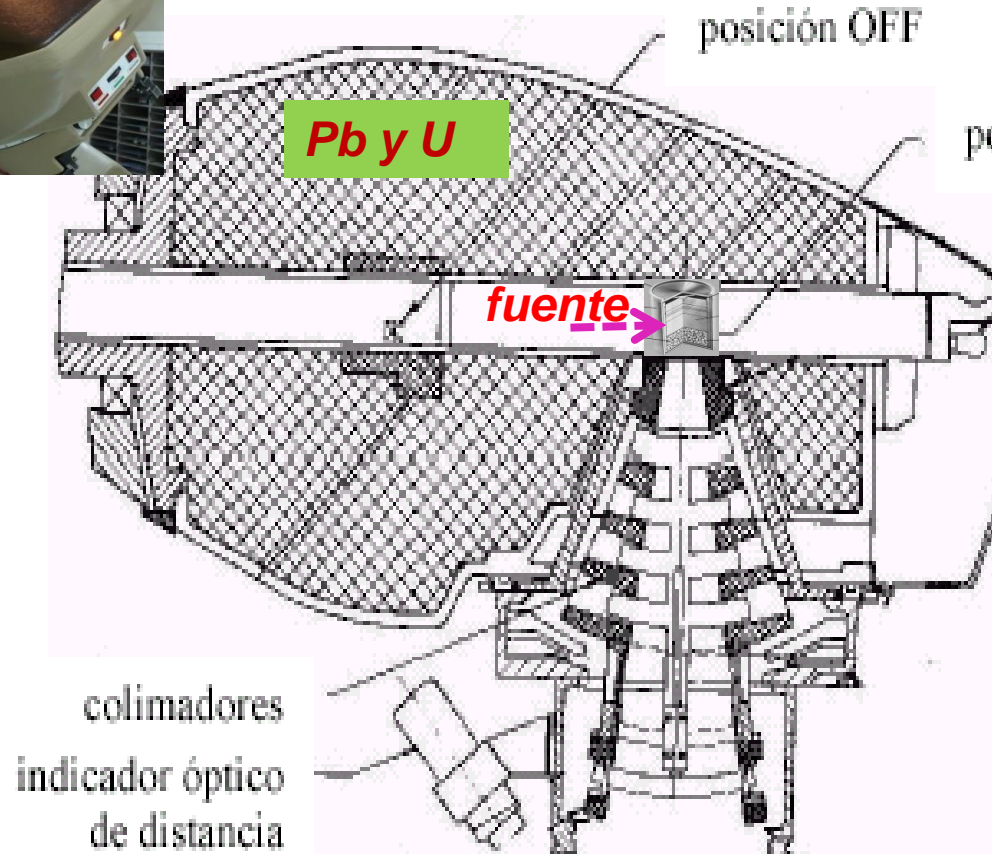 posición OFF
Pb y U
fuente
colimadores
indicador óptico
de distancia